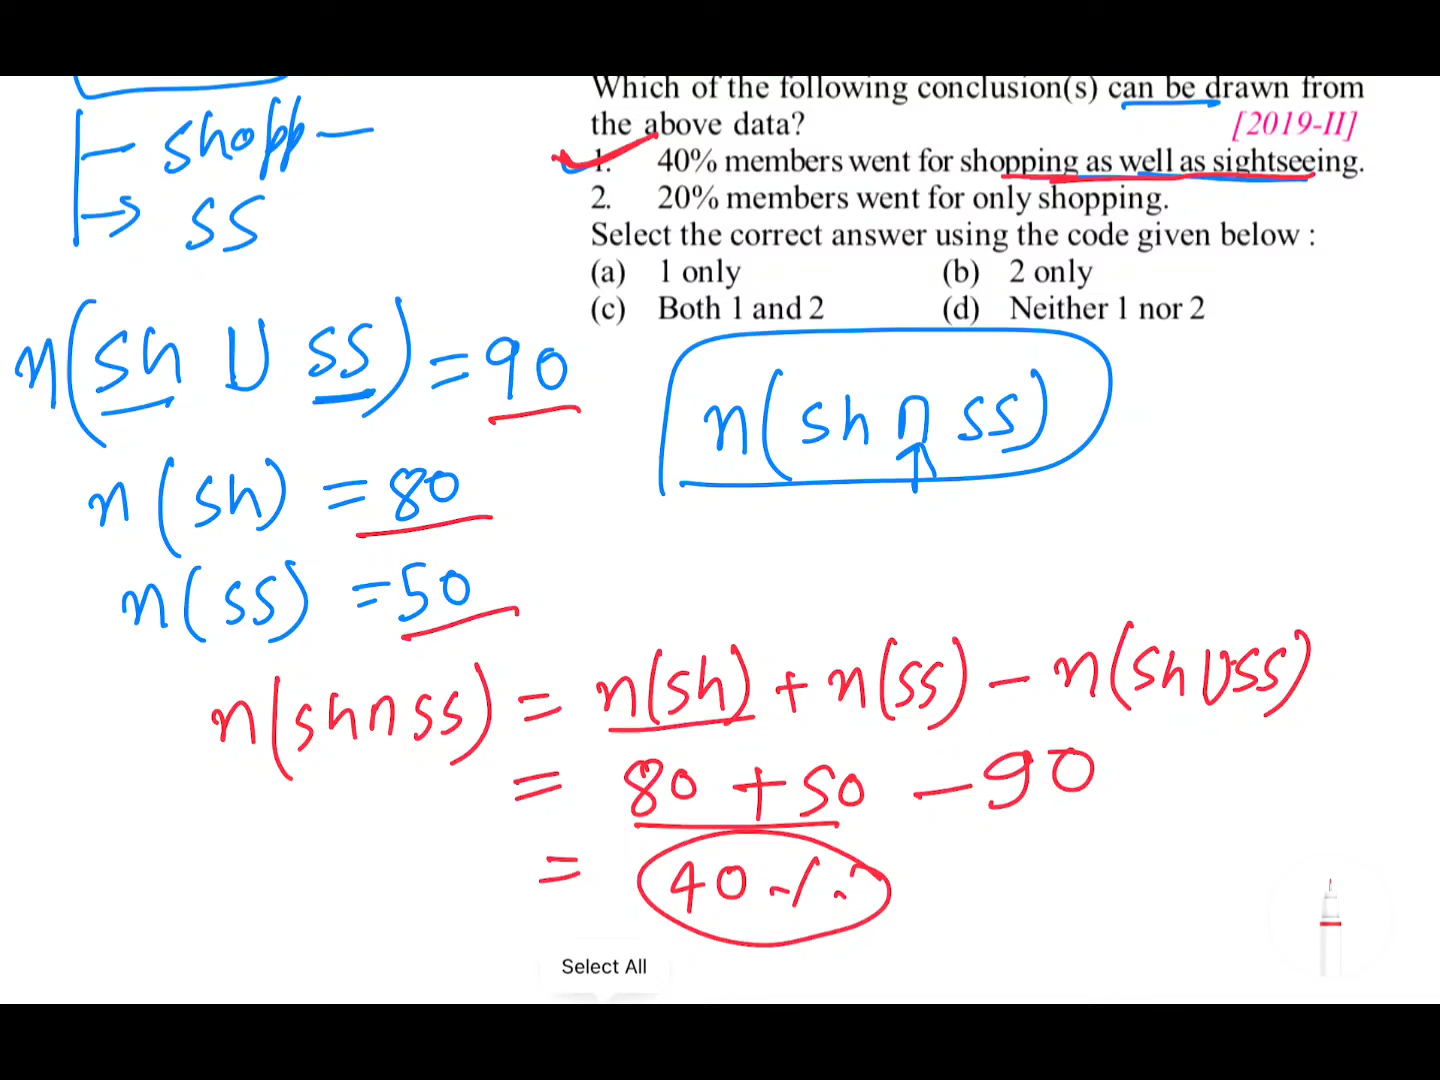 Which of the following conclusion(s) can be drawn from
the above data? [2019-II]
1. 40% members went for shopping as well as sightseeing.
2. 20% members went for only shopping.
Select the correct answer using the code given below :
(a) 1 only (b) 2 only
(c) Both 1 and 2 (d) Neither 1 nor 2
shopp
→ ss
n(sh ∪ ss) = 90
n(sh ∩ ss)
n(sh) = 80
n(ss) = 50
n(sh∩ss) = n(sh) + n(ss) - n(sh∪ss)
= 80 + 50 - 90
= 40%
Select All